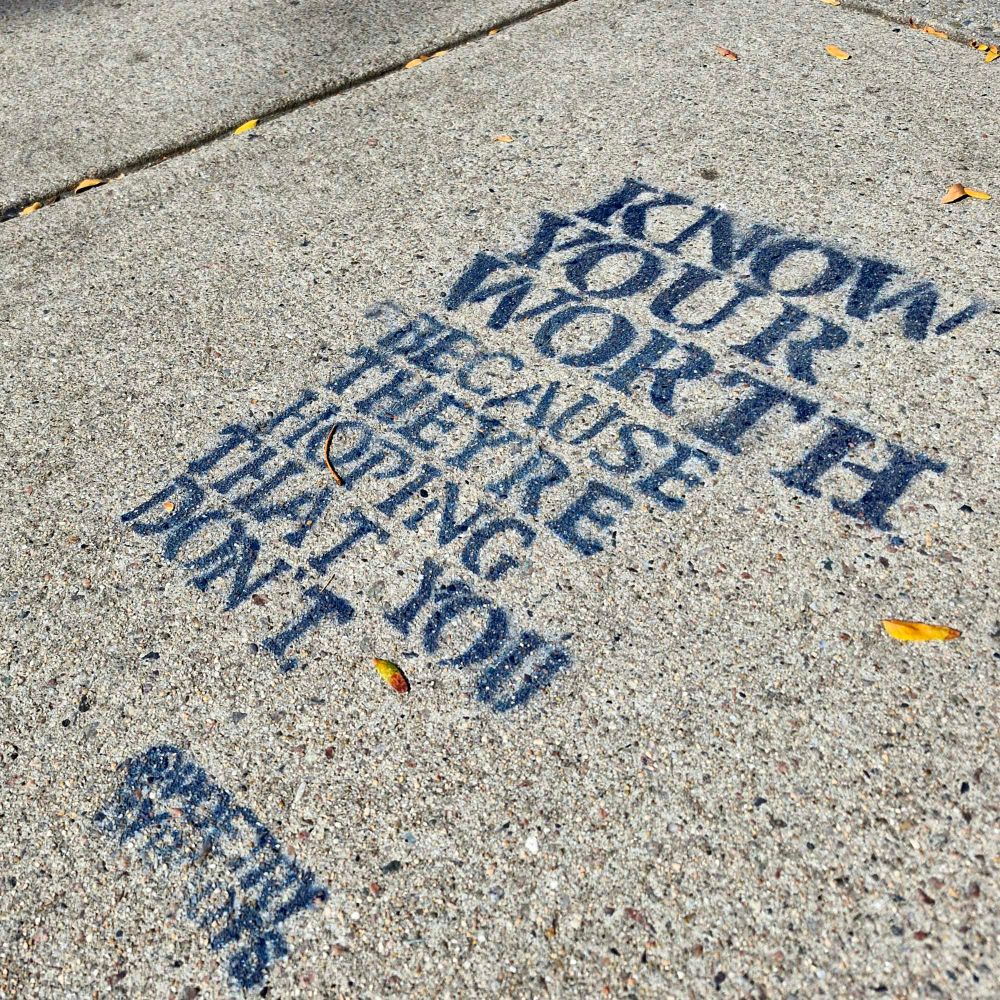 KNOW
YOUR
WORTH
BECAUSE
THEY'RE
HOPING
THAT YOU
DON'T